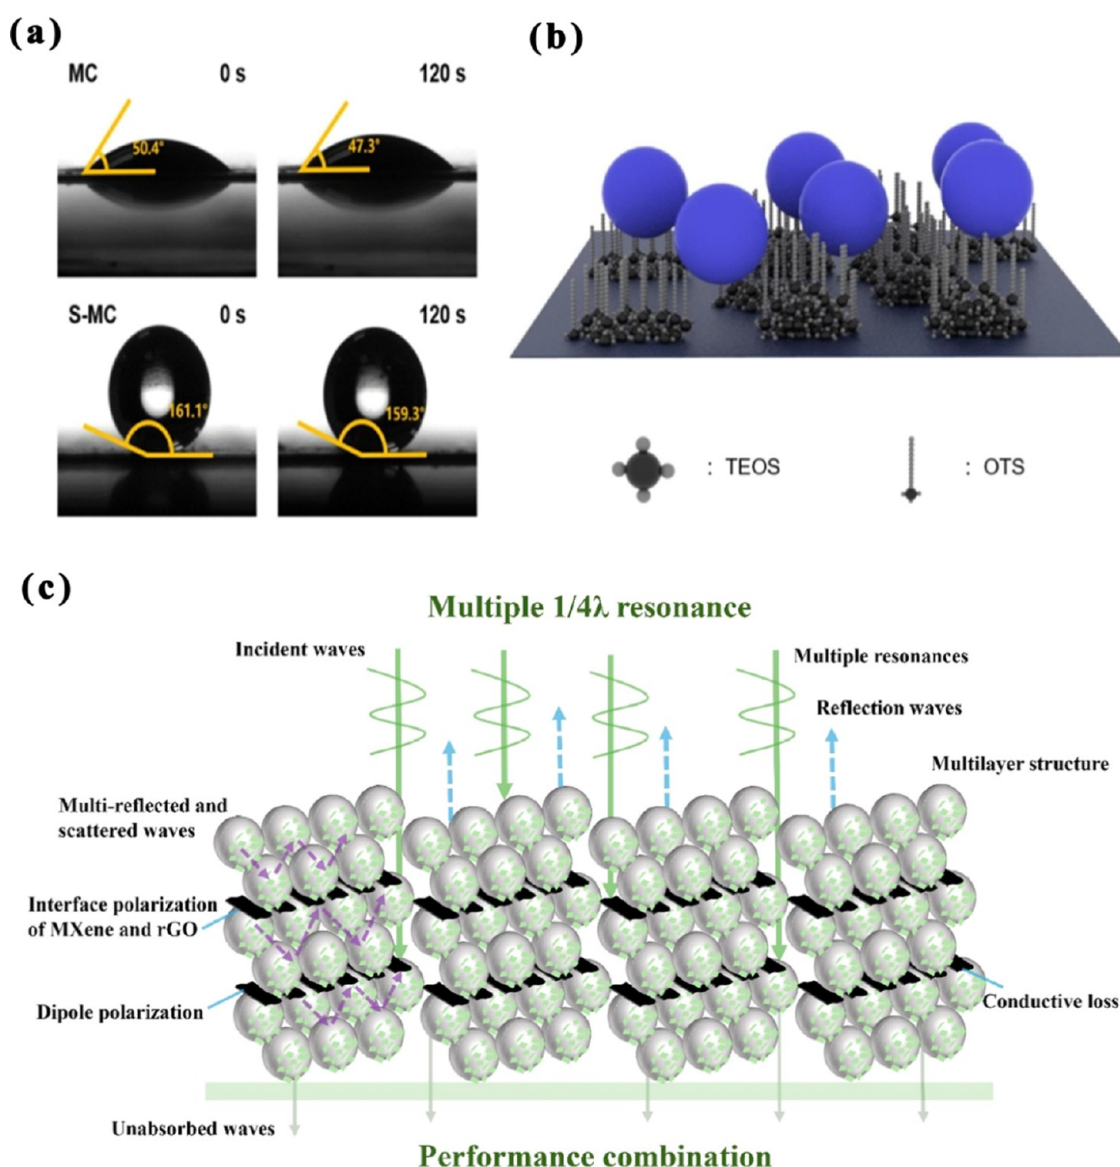 (a)
MC 0 s 120 s
50.4° 47.3°
S-MC 0 s 120 s
161.1° 159.3°
(b)
: TEOS : OTS
(c)
Multiple 1/4λ resonance
Incident waves
Multiple resonances
Reflection waves
Multilayer structure
Multi-reflected and
scattered waves
Interface polarization
of MXene and rGO
Dipole polarization
Conductive loss
Unabsorbed waves
Performance combination